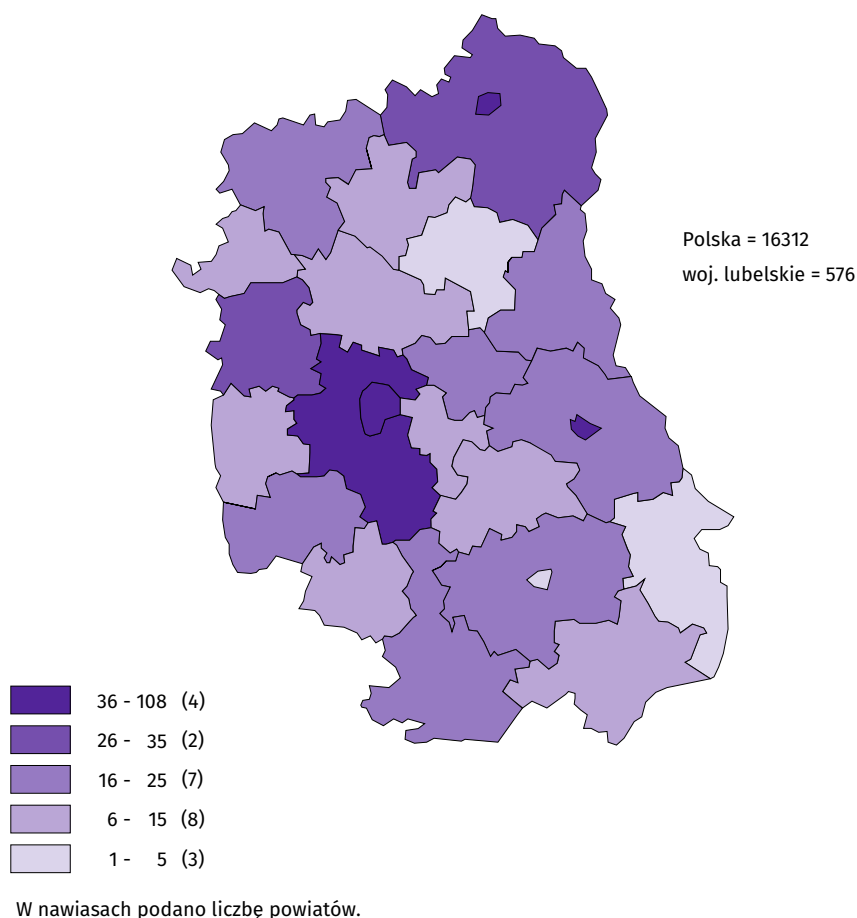 Polska = 16312
woj. lubelskie = 576
36 - 108 (4)
26 - 35 (2)
16 - 25 (7)
6 - 15 (8)
1 - 5 (3)
W nawiasach podano liczbę powiatów.